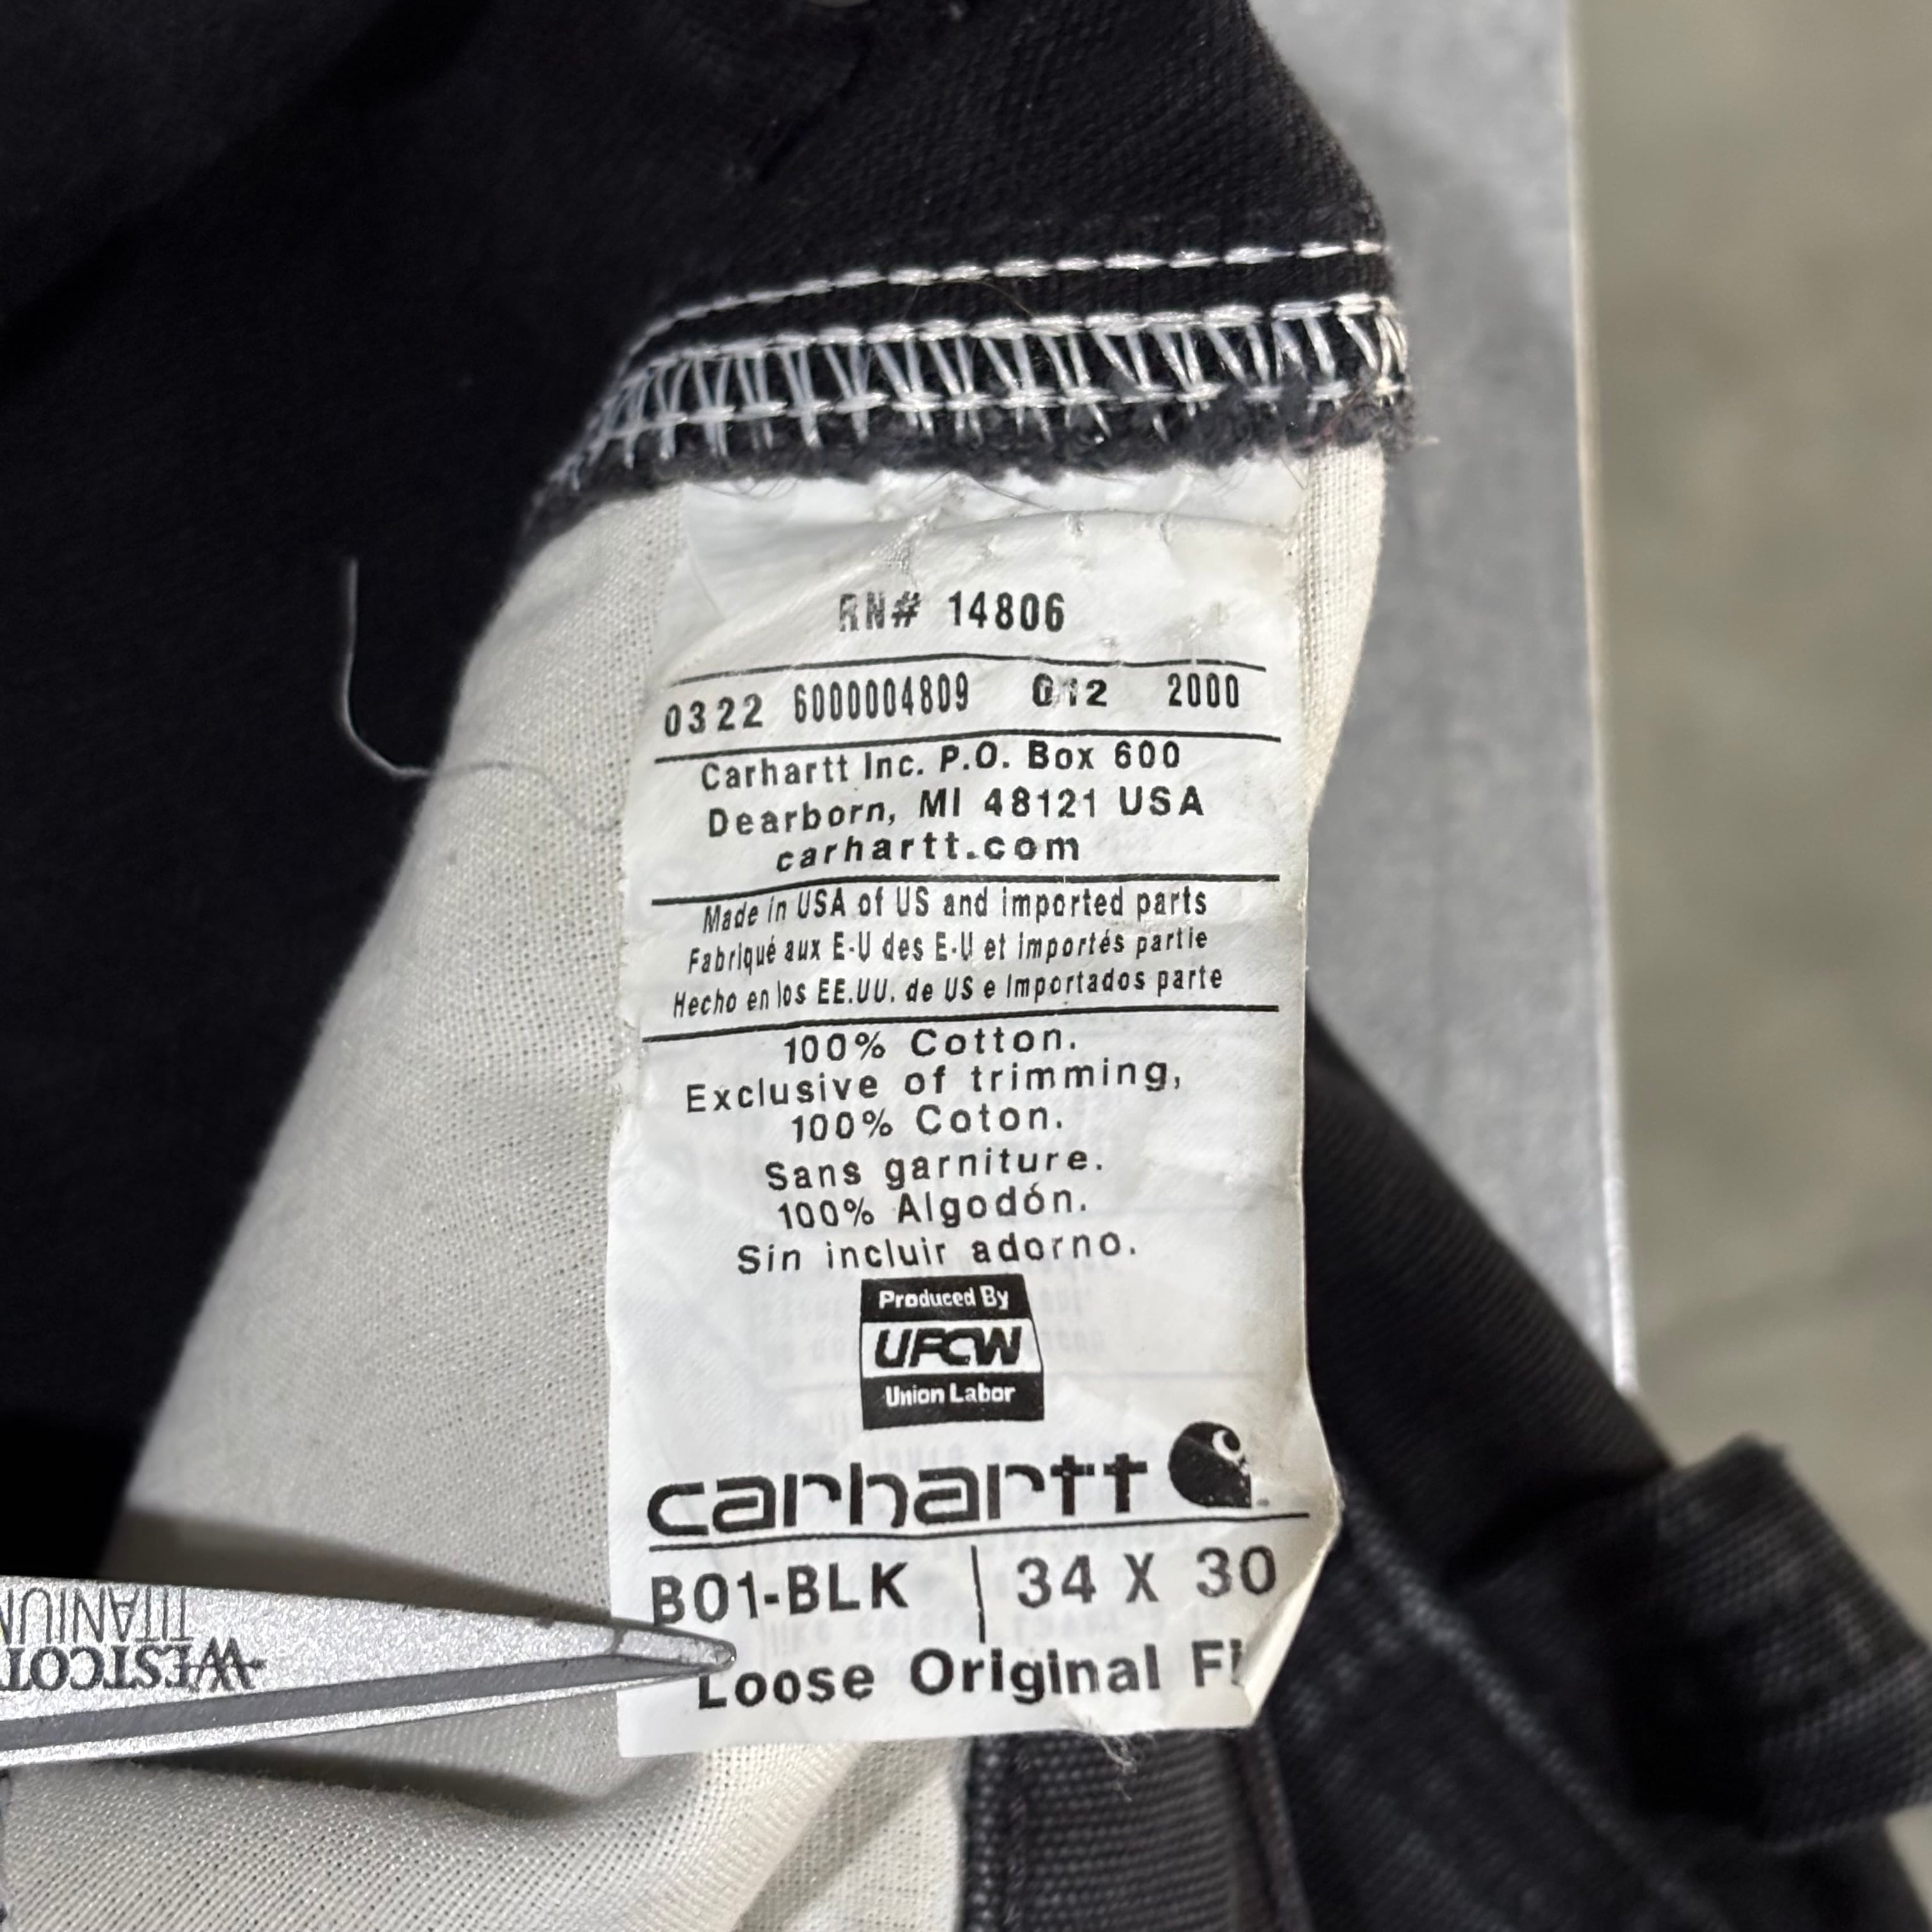 RN# 14806
0322 6000004809 012 2000
Carhartt Inc. P.O. Box 600
Dearborn, MI 48121 USA
carhartt.com
Made in USA of US and imported parts
Fabriqué aux E-U des E-U et importés partie
Hecho en los EE.UU. de US e Importados parte
100% Cotton.
Exclusive of trimming,
100% Coton.
Sans garniture.
100% Algodón.
Sin incluir adorno.
Produced By
UFCW
Union Labor
carhartt
B01-BLK | 34 X 30
Loose Original Fi
WESTCOT
TITANIUM